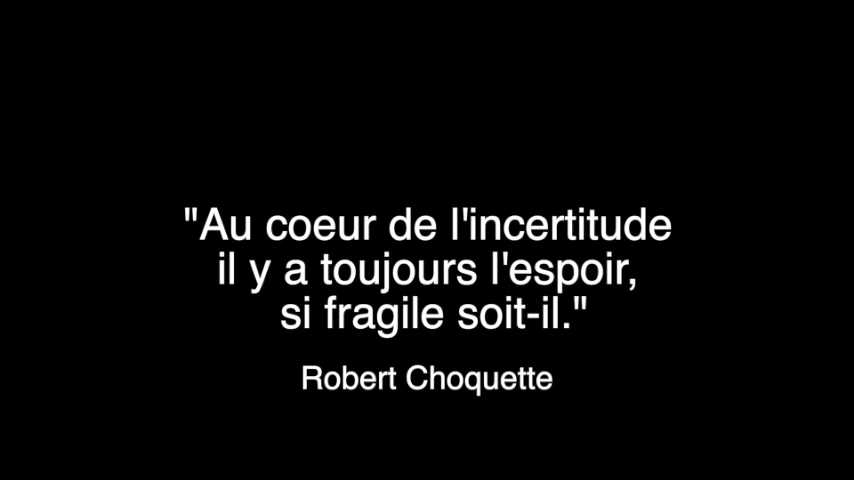 "Au coeur de l'incertitude
il y a toujours l'espoir,
si fragile soit-il."
Robert Choquette